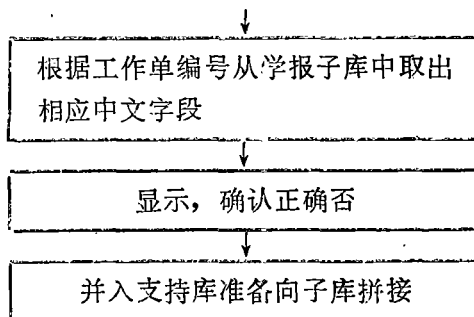 根据工作单编号从学报子库中取出
相应中文字段
显示，确认正确否
并入支持库准备向子库拼接